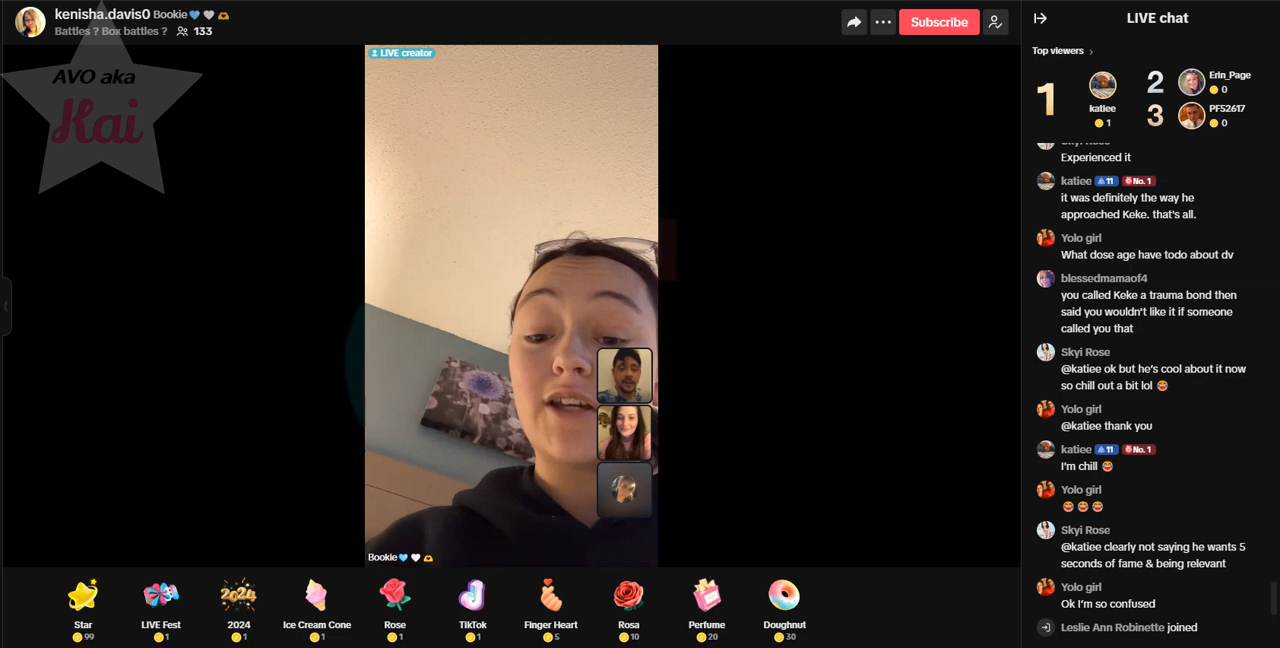 kenisha.davis0 Bookie💙🤍🫶
Battles ? Box battles ? 133
Subscribe
LIVE chat
AVO aka
Kai
LIVE creator
Bookie💙🤍🫶
Top viewers
1
katiee
1
2
Erin_Page
0
3
PF52617
0
Skyi Rose
Experienced it
katiee 11 No. 1
it was definitely the way he
approached Keke. that's all.
Yolo girl
What dose age have todo about dv
blessedmamaof4
you called Keke a trauma bond then
said you wouldn't like it if someone
called you that
Skyi Rose
@katiee ok but he's cool about it now
so chill out a bit lol 😂
Yolo girl
@katiee thank you
katiee 11 No. 1
I'm chill 😂
Yolo girl
😂 😂 😂
Skyi Rose
@katiee clearly not saying he wants 5
seconds of fame & being relevant
Yolo girl
Ok I'm so confused
Leslie Ann Robinette joined
Star
99
LIVE Fest
1
2024
2024
1
Ice Cream Cone
1
Rose
1
TikTok
1
Finger Heart
5
Rosa
10
Perfume
20
Doughnut
30